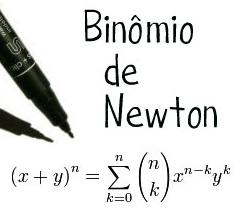 Binômio
de
Newton
(x + y)^n = \sum_{k=0}^{n} \binom{n}{k} x^{n-k} y^k